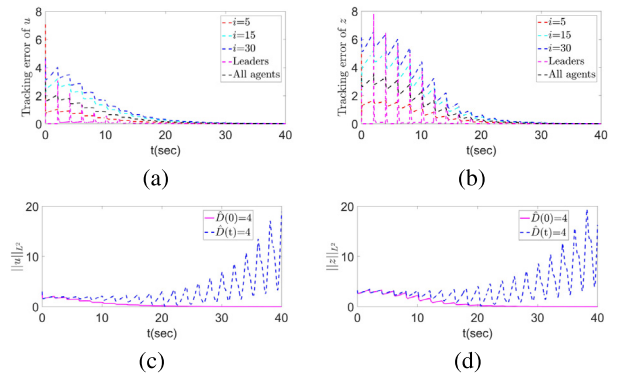 Tracking error of u
8
6
4
2
0
i=5
i=15
i=30
Leaders
All agents
0 10 20 30 40
t(sec)
(a)
Tracking error of z
8
6
4
2
0
i=5
i=15
i=30
Leaders
All agents
0 10 20 30 40
t(sec)
(b)
||u||_{L^2}
20
10
0
D̂(0)=4
D̂(t)=4
0 10 20 30 40
t(sec)
(c)
||z||_{L^2}
20
10
0
D̂(0)=4
D̂(t)=4
0 10 20 30 40
t(sec)
(d)